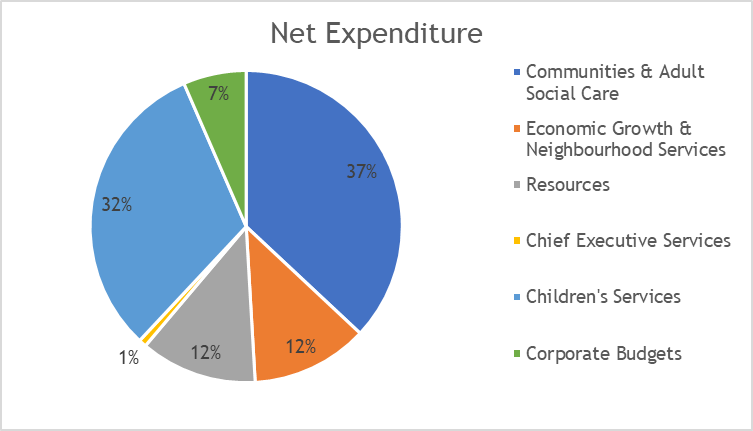 Net Expenditure
7%
37%
32%
12%
12%
1%
Communities & Adult
Social Care
Economic Growth &
Neighbourhood Services
Resources
Chief Executive Services
Children's Services
Corporate Budgets